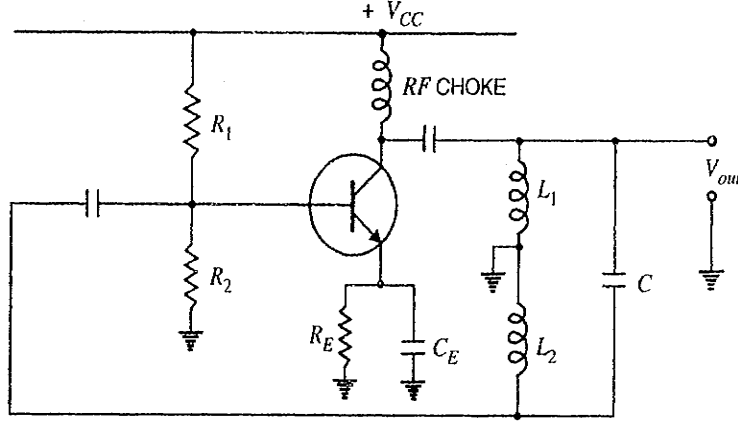 + V_CC
RF CHOKE
R_1
L_1
V_out
R_2
C
R_E
C_E
L_2